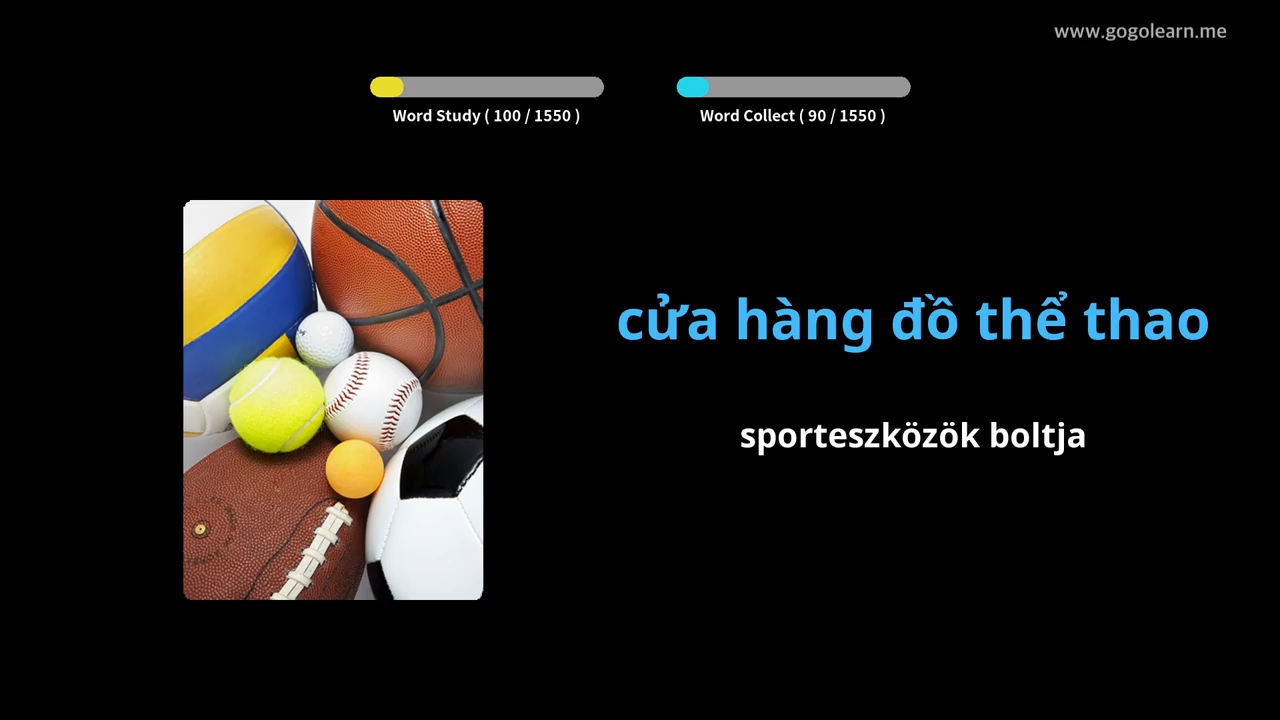 www.gogolearn.me
Word Study ( 100 / 1550 )
Word Collect ( 90 / 1550 )
cửa hàng đồ thể thao
sporteszközök boltja